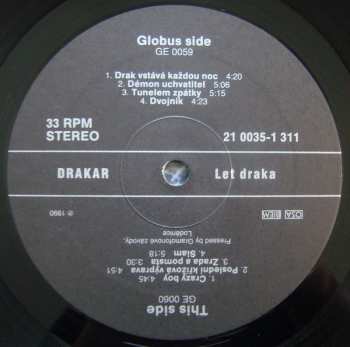 Globus side
GE 0059
1. Drak vstává každou noc 4:20
2. Démon uchvatitel 5:06
3. Tunelem zpátky 5:15
4. Dvojník 4:23
33 RPM
STEREO
21 0035-1 311
DRAKAR
Let draka
℗ 1990
OSA BIEM
This side
GE 0060
1. Crazy boy 4:45
2. Poslední křížová výprava 4:51
3. Zrada a pomsta 3:30
4. Slam 5:18
Pressed by Gramofonové závody,
Loděnice